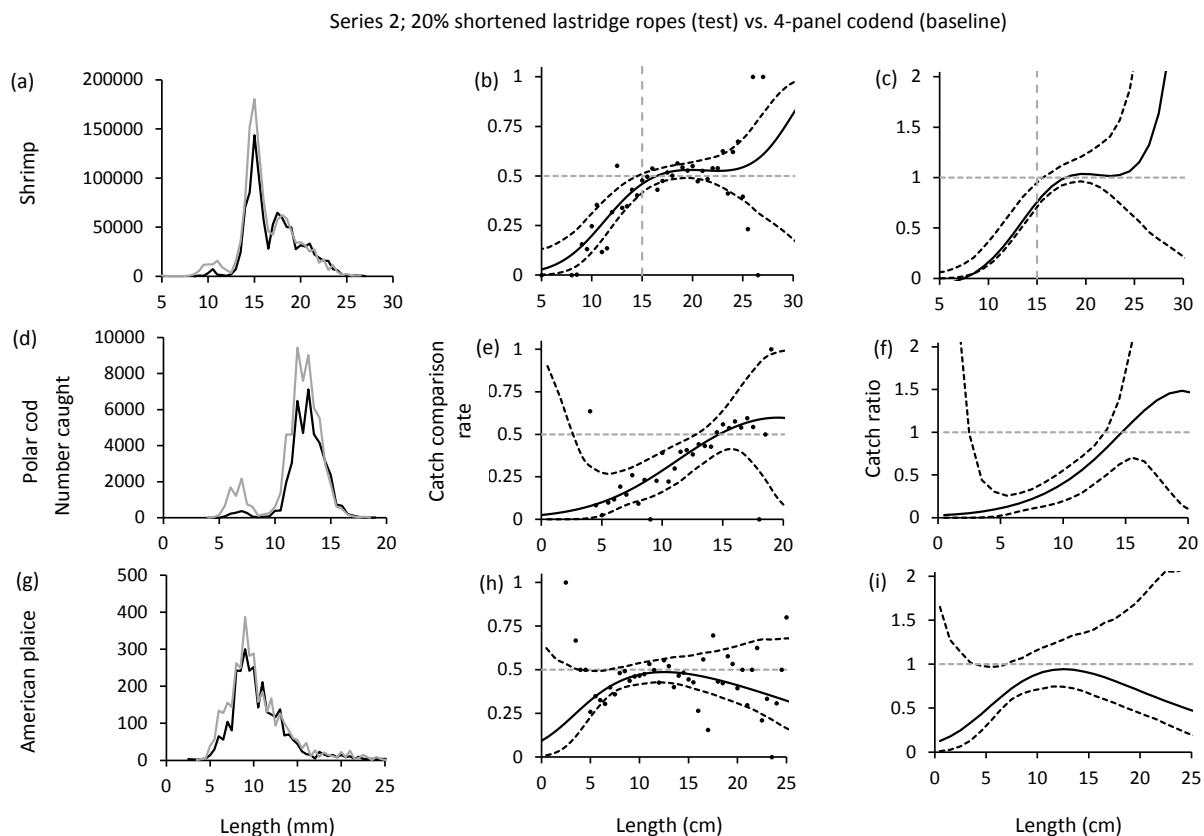 Series 2; 20% shortened lastridge ropes (test) vs. 4-panel codend (baseline)
(a)
Shrimp
200000
150000
100000
50000
0
5 10 15 20 25 30
(b)
1
0.75
0.5
0.25
0
5 10 15 20 25 30
(c)
2
1.5
1
0.5
0
5 10 15 20 25 30
(d)
Polar cod
Number caught
10000
8000
6000
4000
2000
0
0 5 10 15 20
(e)
Catch comparison
rate
1
0.75
0.5
0.25
0
0 5 10 15 20
(f)
Catch ratio
2
1.5
1
0.5
0
0 5 10 15 20
(g)
American plaice
500
400
300
200
100
0
0 5 10 15 20 25
Length (mm)
(h)
1
0.75
0.5
0.25
0
0 5 10 15 20 25
Length (cm)
(i)
2
1.5
1
0.5
0
0 5 10 15 20 25
Length (cm)